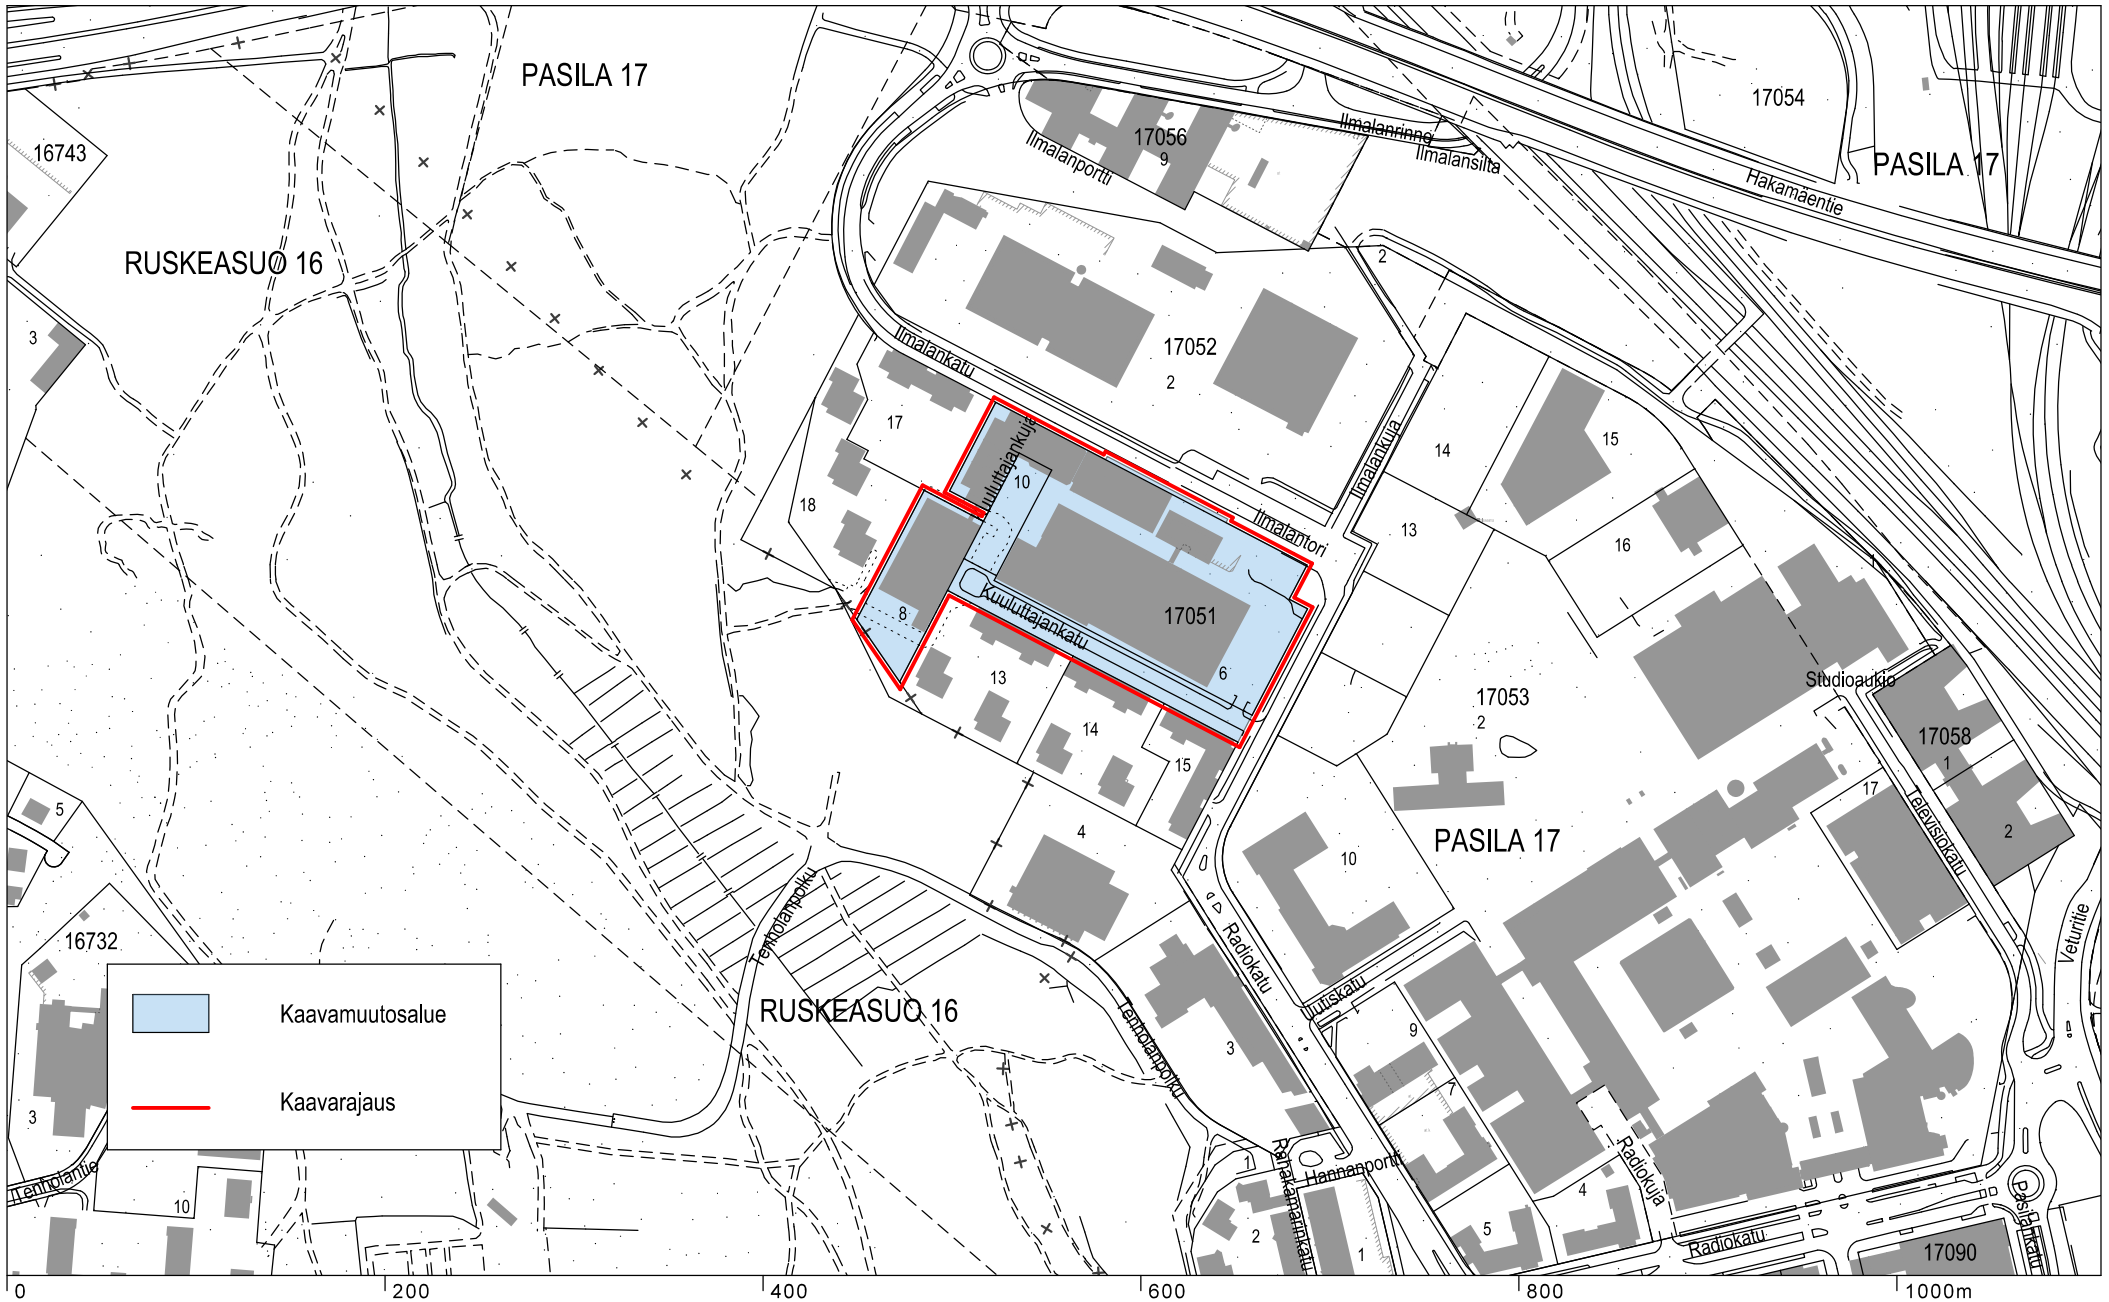 PASILA 17
17054
17056
9
Ilmalanrinne
Ilmalansilta
Ilmalanportti
16743
PASILA 17
Hakamäentie
RUSKEASUO 16
2
3
Ilmalankatu
17052
2
17
Kuuluttajankuja
Ilmalankuja
14
15
10
18
Ilmalantori
13
16
8
Kuuluttajankatu
17051
6
13
Studioaukio
17053
2
14
17058
1
15
17
Televisiokatu
5
4
PASILA 17
2
10
Tenholanpolku
Radiokatu
Veturitie
16732
RUSKEASUO 16
Uutiskatu
Kaavamuutosalue
9
Tenholanpolku
3
Kaavarajaus
3
7
Radiokuja
Tenholantie
1
Rahakamarinkatu
Hannanportti
4
10
Pasilankatu
2
1
5
Radiokatu
17090
0
200
400
600
800
1000m